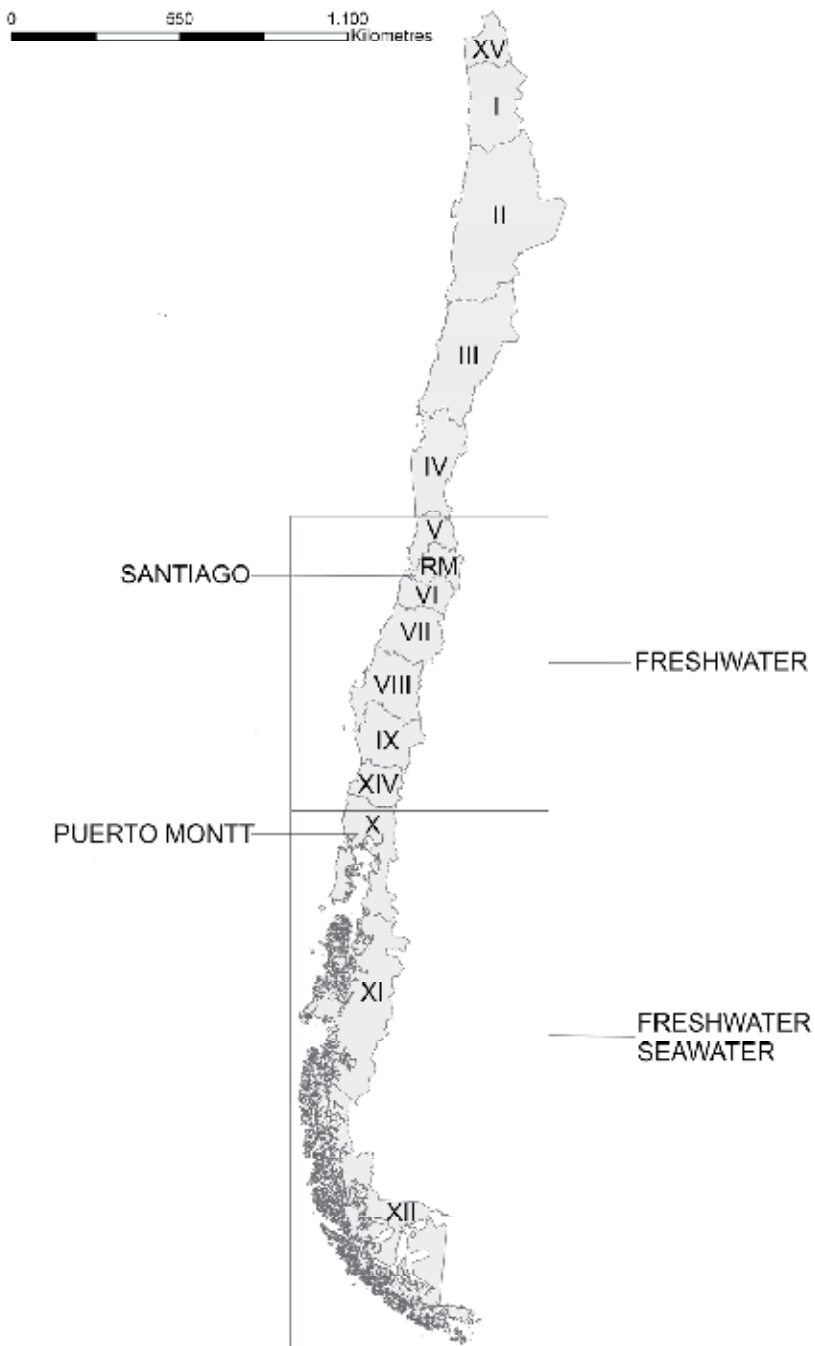 0 550 1.100
Kilometres
XV
I
II
III
IV
V
SANTIAGO
RM
VI
VII
FRESHWATER
VIII
IX
XIV
X
PUERTO MONTT
XI
FRESHWATER
SEAWATER
XII